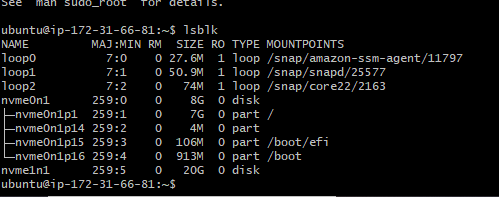 See "man sudo_root" for details.
ubuntu@ip-172-31-66-81:~$ lsblk
NAME MAJ:MIN RM SIZE RO TYPE MOUNTPOINTS
loop0 7:0 0 27.6M 1 loop /snap/amazon-ssm-agent/11797
loop1 7:1 0 50.9M 1 loop /snap/snapd/25577
loop2 7:2 0 74M 1 loop /snap/core22/2163
nvme0n1 259:0 0 8G 0 disk
├─nvme0n1p1 259:1 0 7G 0 part /
├─nvme0n1p14 259:2 0 4M 0 part
├─nvme0n1p15 259:3 0 106M 0 part /boot/efi
└─nvme0n1p16 259:4 0 913M 0 part /boot
nvme1n1 259:5 0 20G 0 disk
ubuntu@ip-172-31-66-81:~$